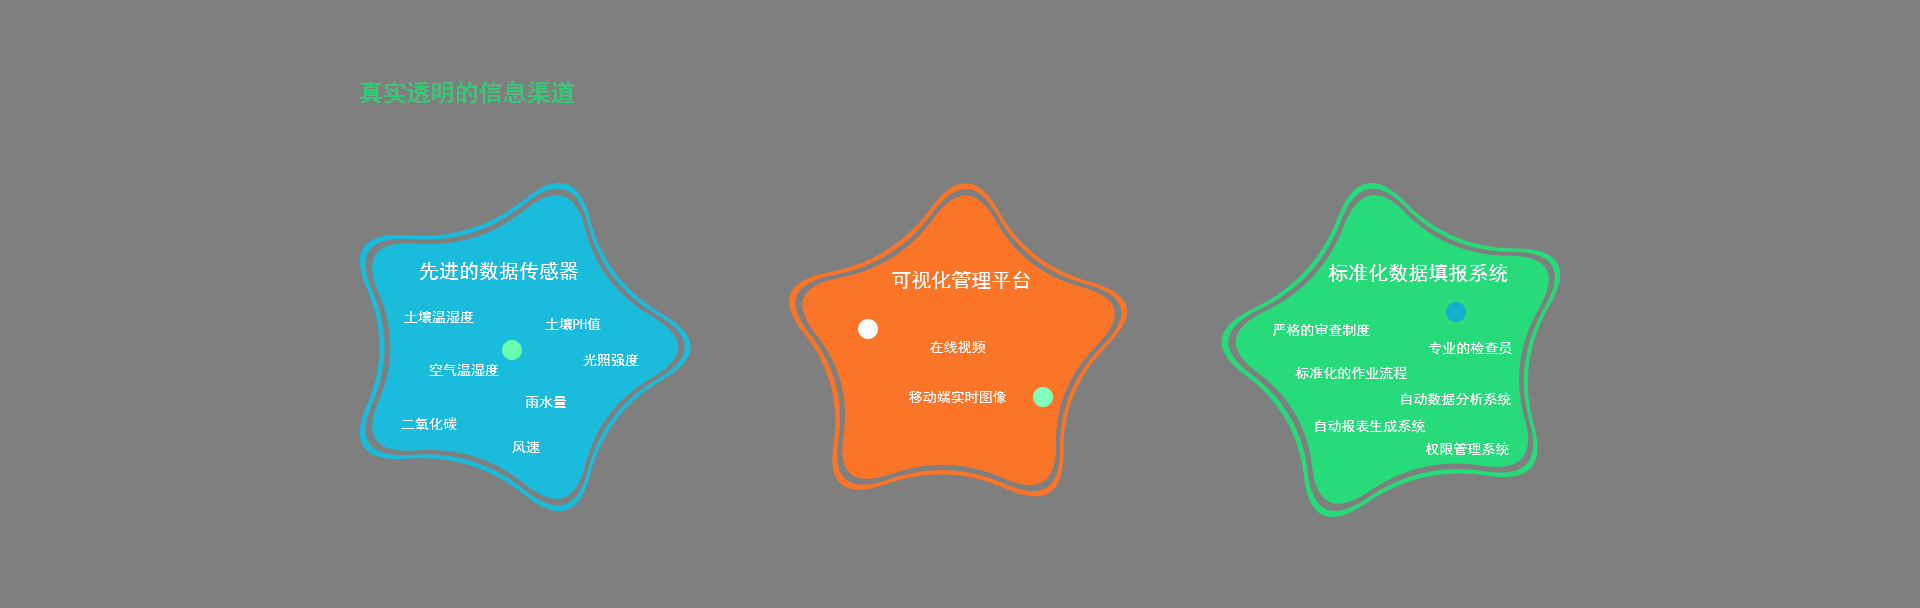 真实透明的信息渠道
先进的数据传感器
土壤温湿度
土壤PH值
光照强度
空气温湿度
雨水量
二氧化碳
风速
可视化管理平台
在线视频
移动端实时图像
标准化数据填报系统
严格的审查制度
专业的检查员
标准化的作业流程
自动数据分析系统
自动报表生成系统
权限管理系统